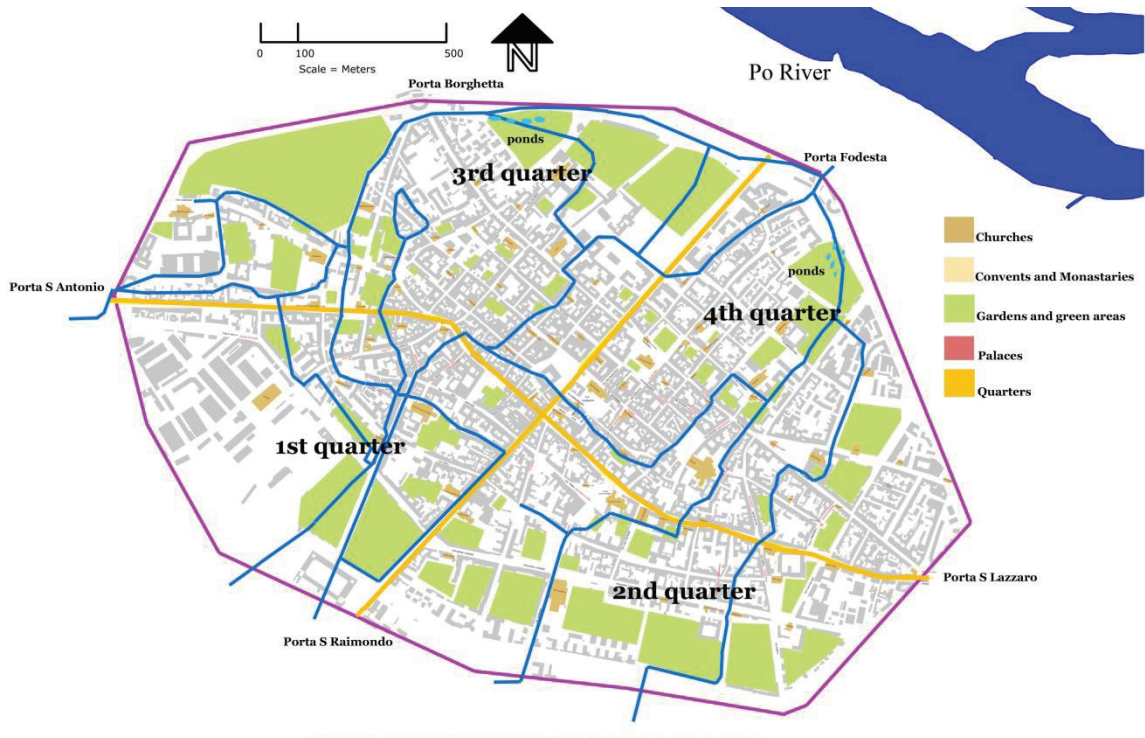 0 100 500
Scale = Meters
N
Po River
Porta Borghetta
ponds
Porta Fodesta
3rd quarter
Churches
Convents and Monastaries
ponds
Porta S Antonio
4th quarter
Gardens and green areas
Palaces
Quarters
1st quarter
Porta S Lazzaro
2nd quarter
Porta S Raimondo